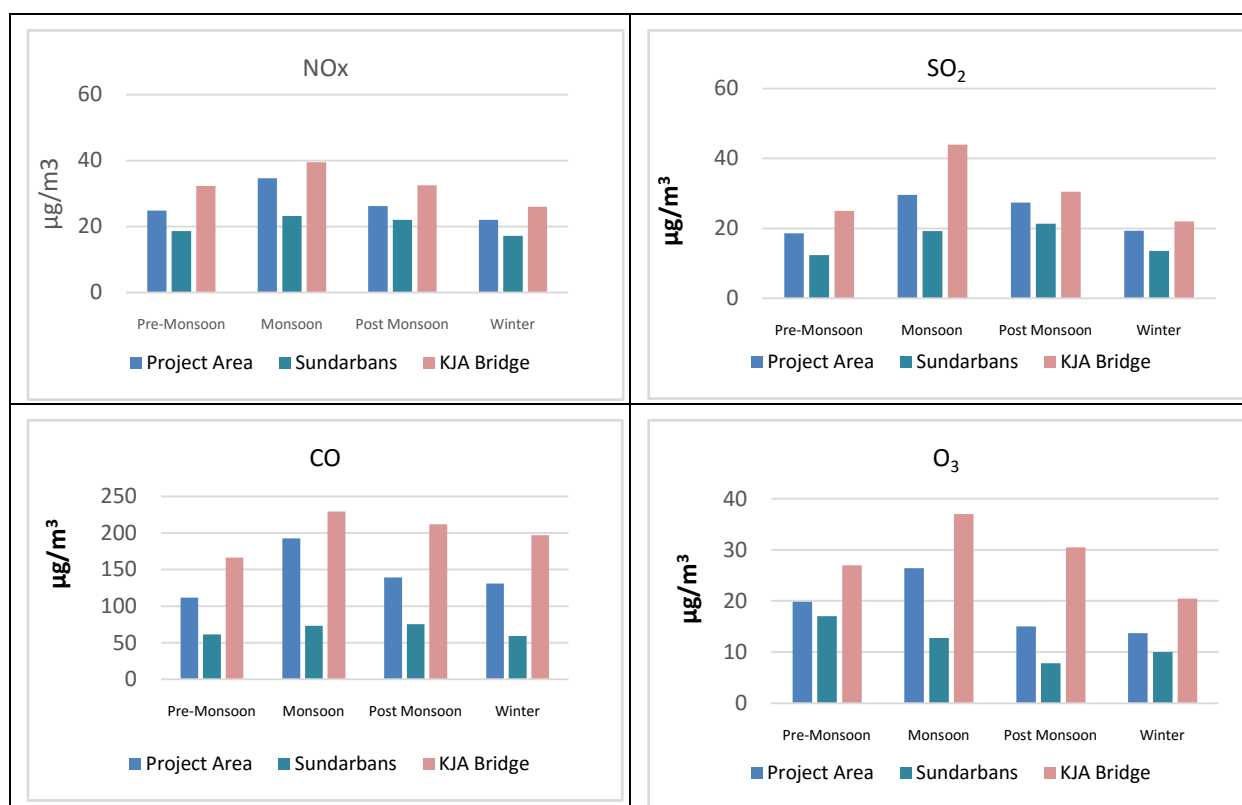 NOx
60
40
20
0
µg/m3
Pre-Monsoon Monsoon Post Monsoon Winter
Project Area Sundarbans KJA Bridge
SO₂
60
40
20
0
µg/m³
Pre-Monsoon Monsoon Post Monsoon Winter
Project Area Sundarbans KJA Bridge
CO
250
200
150
100
50
0
µg/m³
Pre-Monsoon Monsoon Post Monsoon Winter
Project Area Sundarbans KJA Bridge
O₃
40
30
20
10
0
µg/m³
Pre-Monsoon Monsoon Post Monsoon Winter
Project Area Sundarbans KJA Bridge